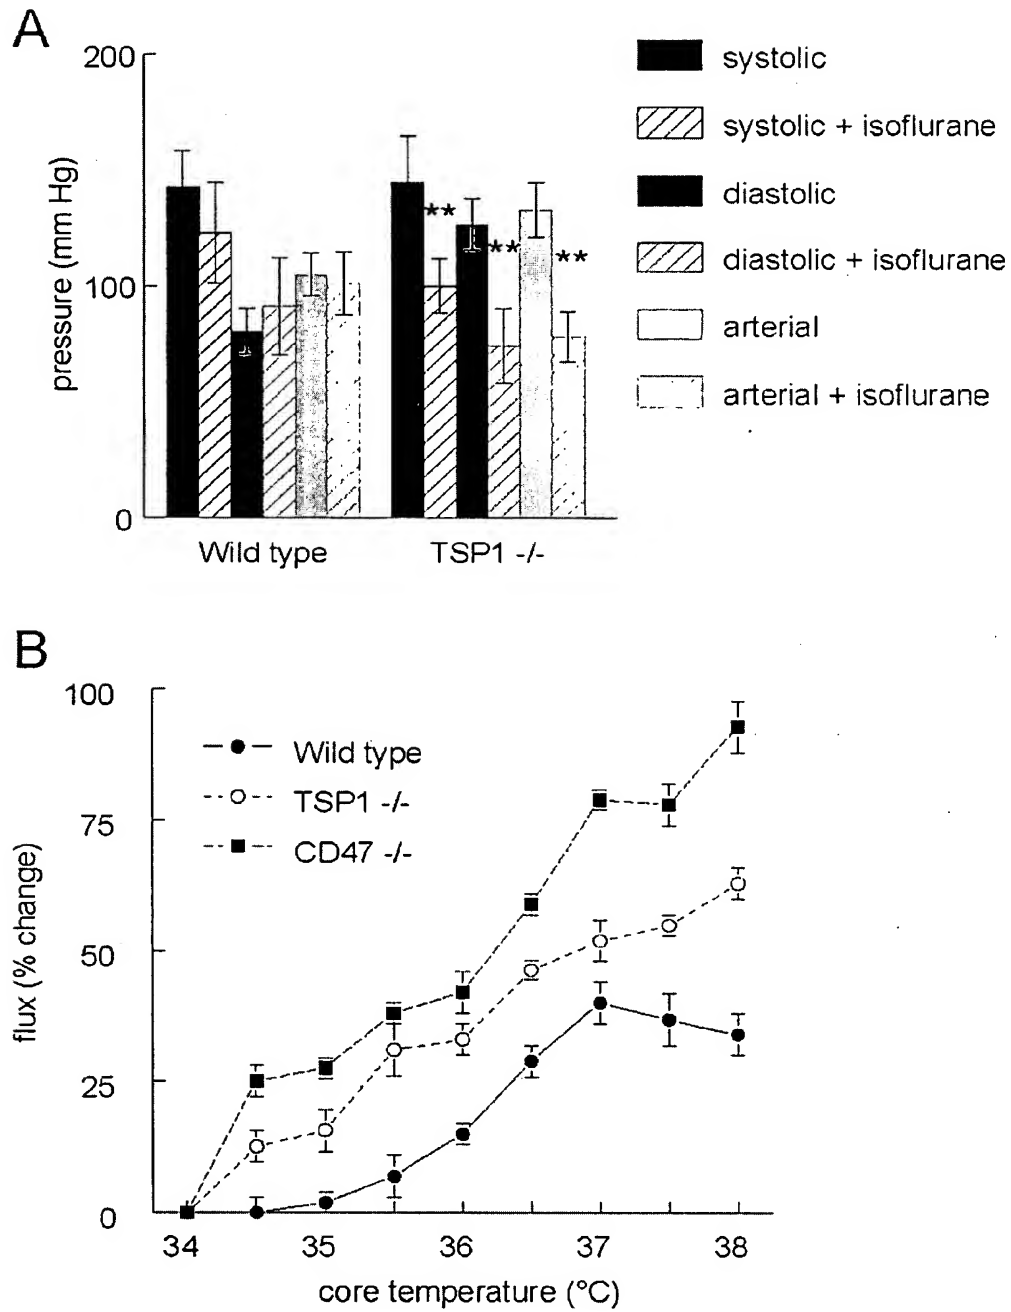 A
200
100
0
pressure (mm Hg)
systolic
systolic + isoflurane
diastolic
diastolic + isoflurane
arterial
arterial + isoflurane
**
**
**
Wild type
TSP1 -/-
B
100
75
50
25
0
flux (% change)
Wild type
TSP1 -/-
CD47 -/-
34 35 36 37 38
core temperature (°C)